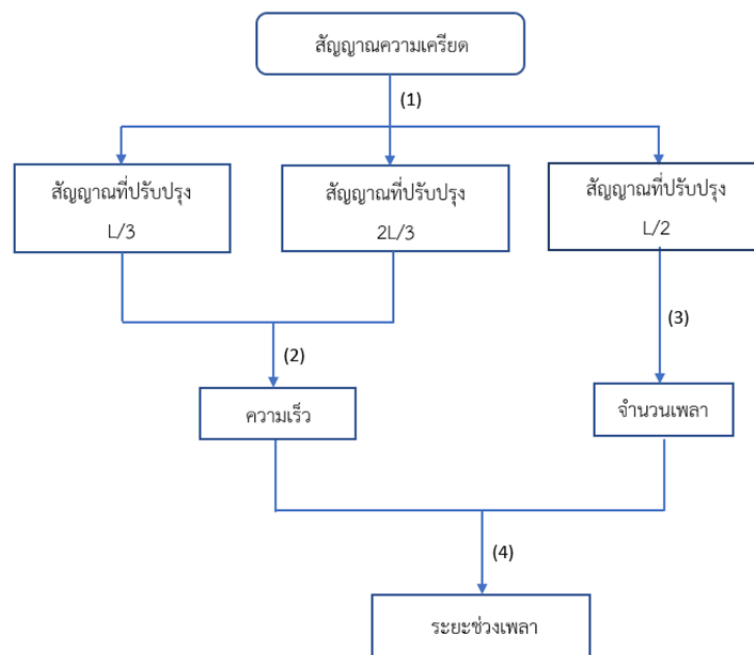 สัญญาณความเครียด
(1)
สัญญาณที่ปรับปรุง
L/3
สัญญาณที่ปรับปรุง
2L/3
สัญญาณที่ปรับปรุง
L/2
(2)
(3)
ความเร็ว
จำนวนเพลา
(4)
ระยะช่วงเพลา